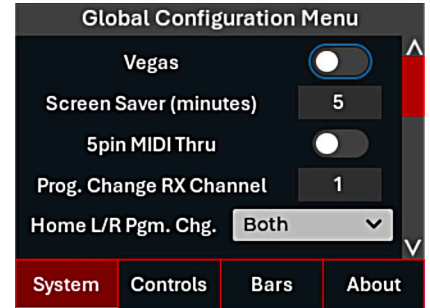 Global Configuration Menu
Vegas
Screen Saver (minutes) 5
5pin MIDI Thru
Prog. Change RX Channel 1
Home L/R Pgm. Chg. Both
System Controls Bars About